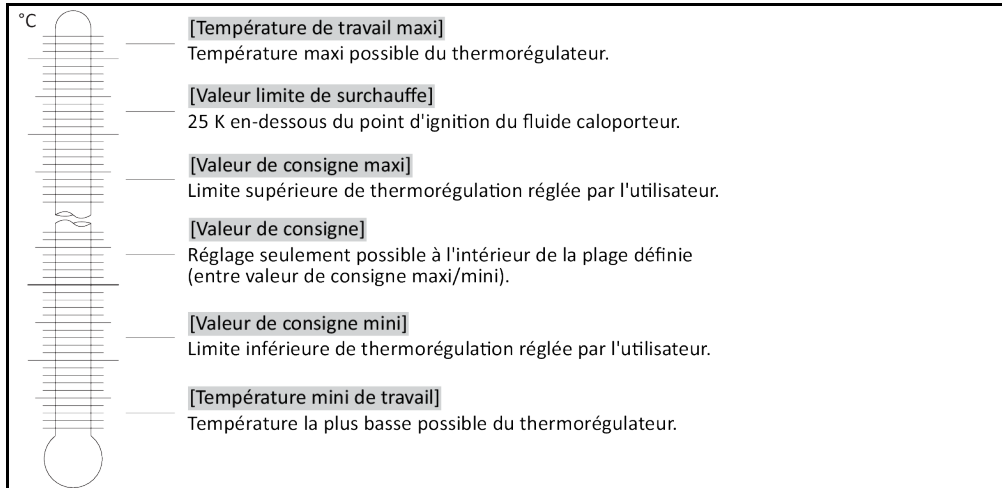 °C
[Température de travail maxi]
Température maxi possible du thermorégulateur.
[Valeur limite de surchauffe]
25 K en-dessous du point d'ignition du fluide caloporteur.
[Valeur de consigne maxi]
Limite supérieure de thermorégulation réglée par l'utilisateur.
[Valeur de consigne]
Réglage seulement possible à l'intérieur de la plage définie
(entre valeur de consigne maxi/mini).
[Valeur de consigne mini]
Limite inférieure de thermorégulation réglée par l'utilisateur.
[Température mini de travail]
Température la plus basse possible du thermorégulateur.